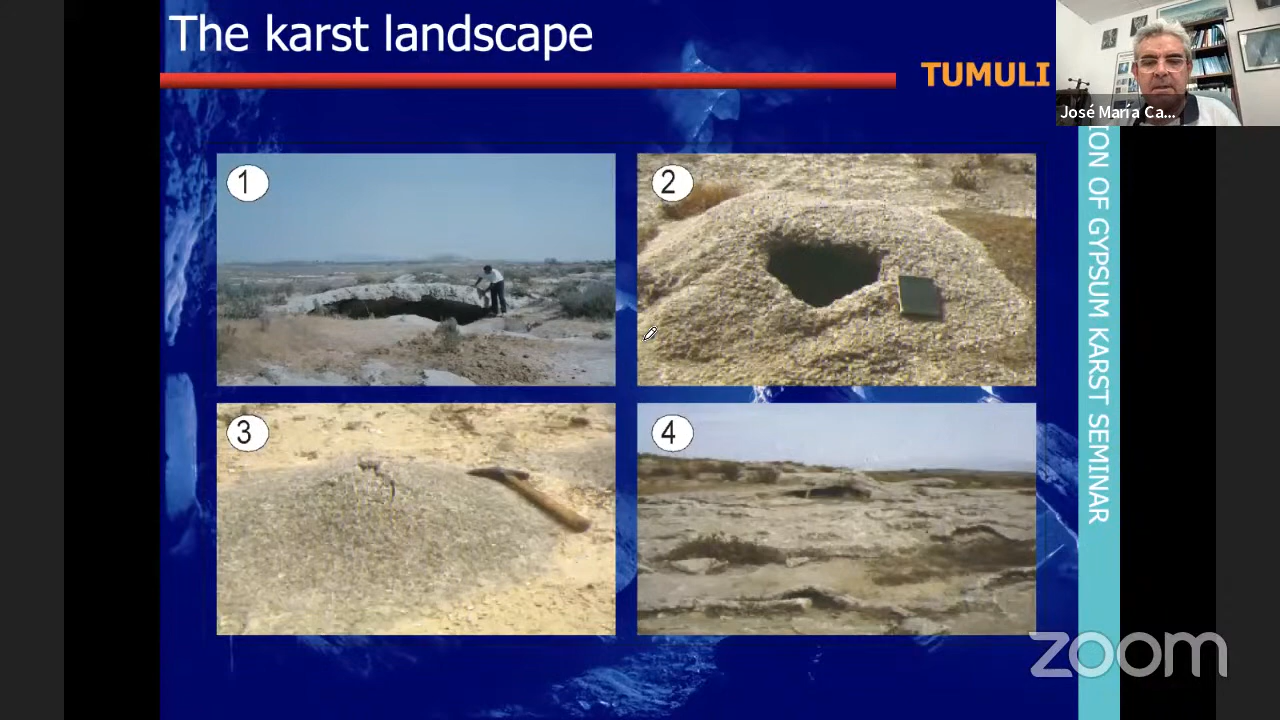 The karst landscape
TUMULI
José María Ca...
1
2
3
4
ION OF GYPSUM KARST SEMINAR
zoom